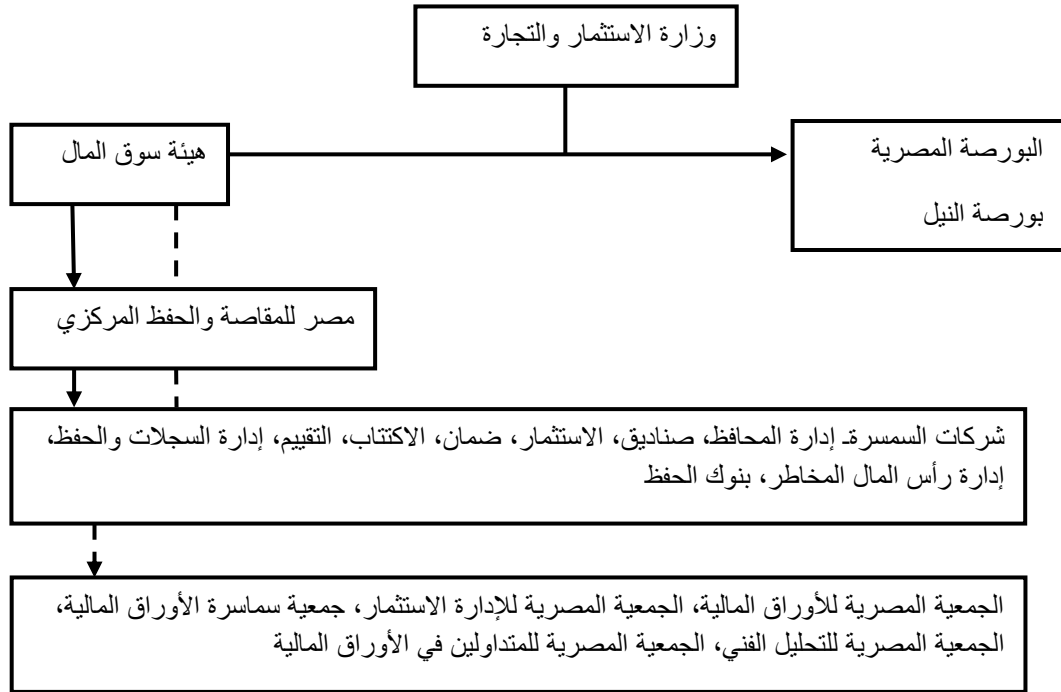 وزارة الاستثمار والتجارة
هيئة سوق المال
البورصة المصرية
بورصة النيل
مصر للمقاصة والحفظ المركزي
شركات السمسرةـ إدارة المحافظ، صناديق، الاستثمار، ضمان، الاكتتاب، التقييم، إدارة السجلات والحفظ،
إدارة رأس المال المخاطر، بنوك الحفظ
الجمعية المصرية للأوراق المالية، الجمعية المصرية للإدارة الاستثمار، جمعية سماسرة الأوراق المالية،
الجمعية المصرية للتحليل الفني، الجمعية المصرية للمتداولين في الأوراق المالية